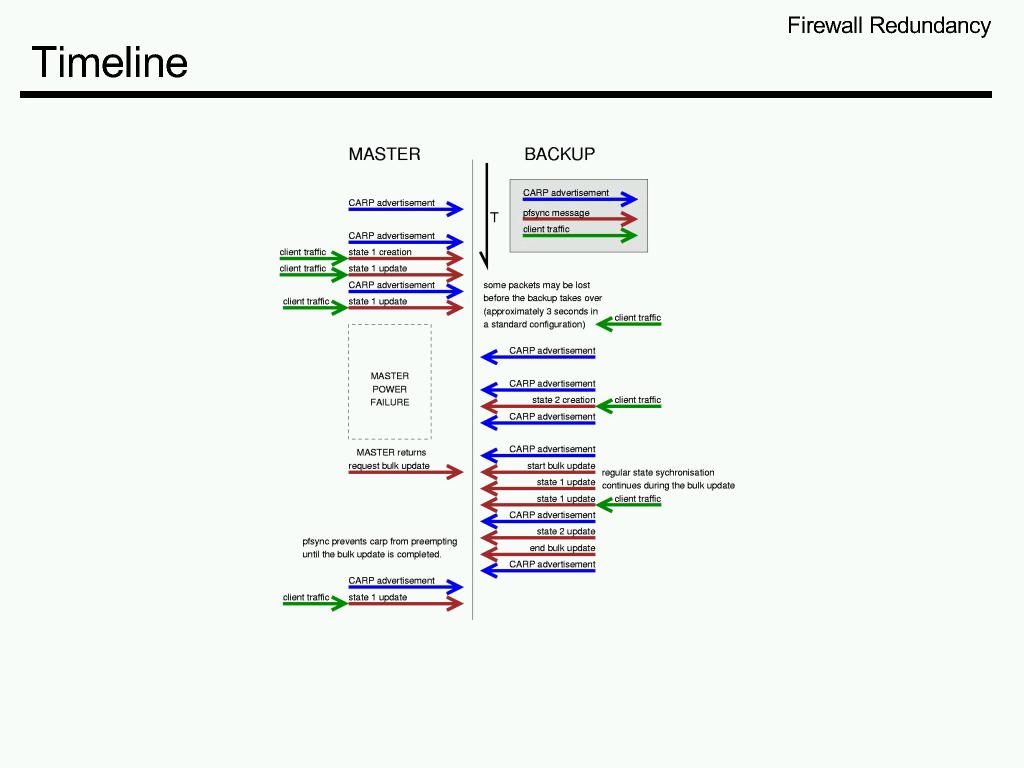 Firewall Redundancy
Timeline
MASTER
BACKUP
CARP advertisement
pfsync message
client traffic
T
CARP advertisement
CARP advertisement
client traffic state 1 creation
client traffic state 1 update
CARP advertisement
client traffic state 1 update
some packets may be lost
before the backup takes over
(approximately 3 seconds in
a standard configuration)
client traffic
MASTER
POWER
FAILURE
CARP advertisement
CARP advertisement
state 2 creation client traffic
CARP advertisement
MASTER returns
request bulk update
CARP advertisement
start bulk update
state 1 update
regular state sychronisation
continues during the bulk update
state 1 update client traffic
CARP advertisement
state 2 update
end bulk update
CARP advertisement
pfsync prevents carp from preempting
until the bulk update is completed.
CARP advertisement
client traffic state 1 update